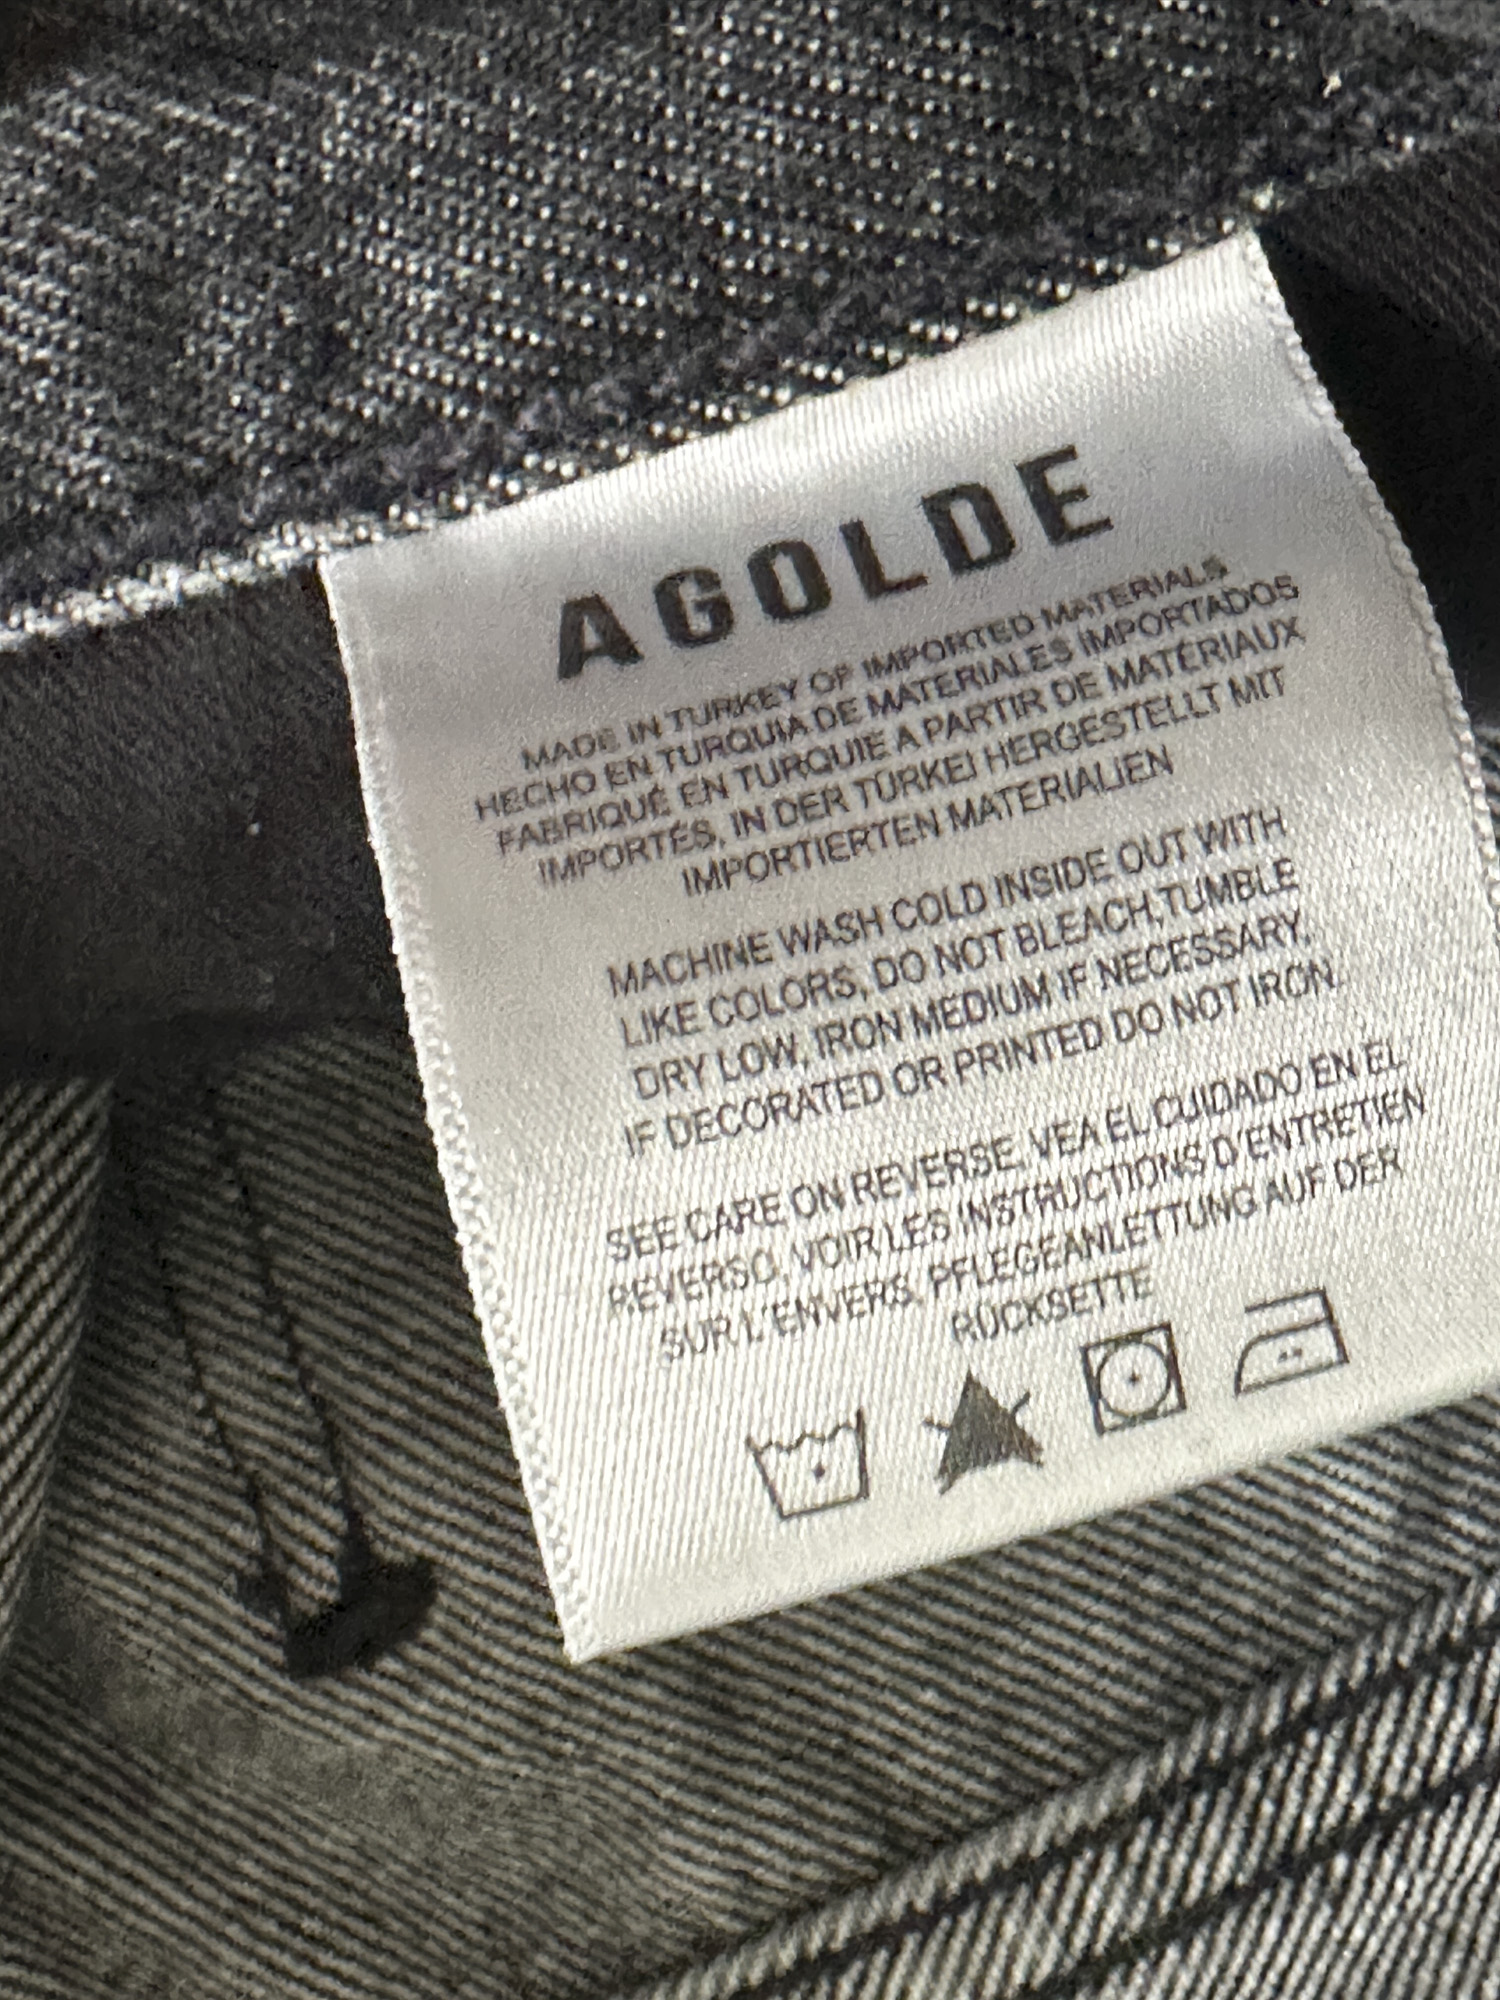 AGOLDE
MADE IN TURKEY OF IMPORTED MATERIALS
HECHO EN TURQUIA DE MATERIALES IMPORTADOS
FABRIQUÉ EN TURQUIE A PARTIR DE MATÉRIAUX
IMPORTÉS, IN DER TÜRKEI HERGESTELLT MIT
IMPORTIERTEN MATERIALIEN
MACHINE WASH COLD INSIDE OUT WITH
LIKE COLORS, DO NOT BLEACH,TUMBLE
DRY LOW, IRON MEDIUM IF NECESSARY,
IF DECORATED OR PRINTED DO NOT IRON.
SEE CARE ON REVERSE, VEA EL CUIDADO EN EL
REVERSO, VOIR LES INSTRUCTIONS D'ENTRETIEN
SUR L'ENVERS, PFLEGEANLETTUNG AUF DER
RÜCKSETTE